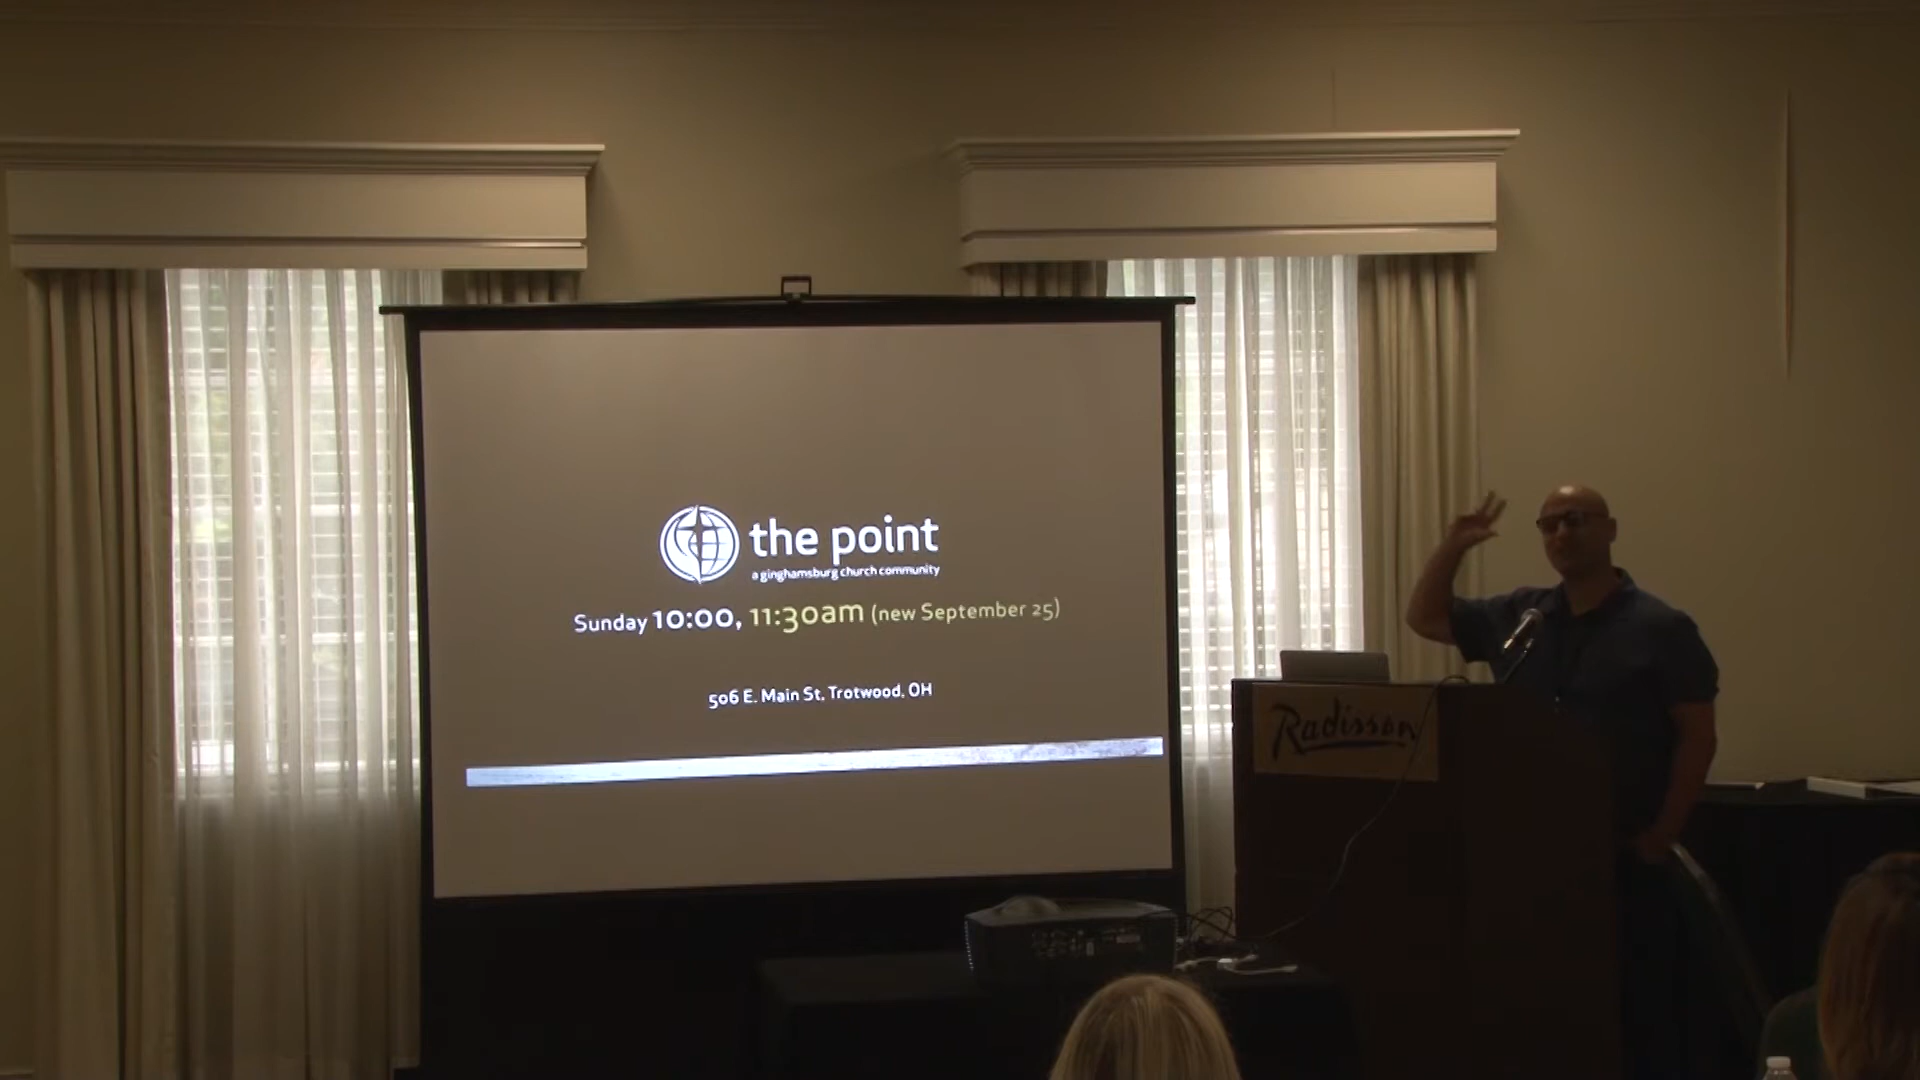 the point
a ginghamsburg church community
Sunday 10:00, 11:30am (new September 25)
506 E. Main St, Trotwood, OH
Radisson